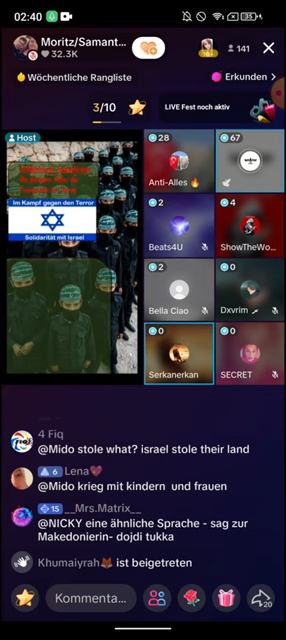 02:40
35
Moritz/Samant...
32.3K
141
Wöchentliche Rangliste
Erkunden >
3/10
LIVE Fest noch aktiv
Host
28
67
Im Kampf gegen den Terror
Solidarität mit Israel
Anti-Alles
2
4
Beats4U
ShowTheWo...
2
0
Bella Ciao
Dxvrim
0
0
Serkanerkan
SECRET
4 Fiq
@Mido stole what? israel stole their land
6 Lena
@Mido krieg mit kindern und frauen
15 __Mrs.Matrix__
@NICKY eine ähnliche Sprache - sag zur
Makedonierin- dojdi tukka
Khumaiyrah ist beigetreten
Kommenta...
20